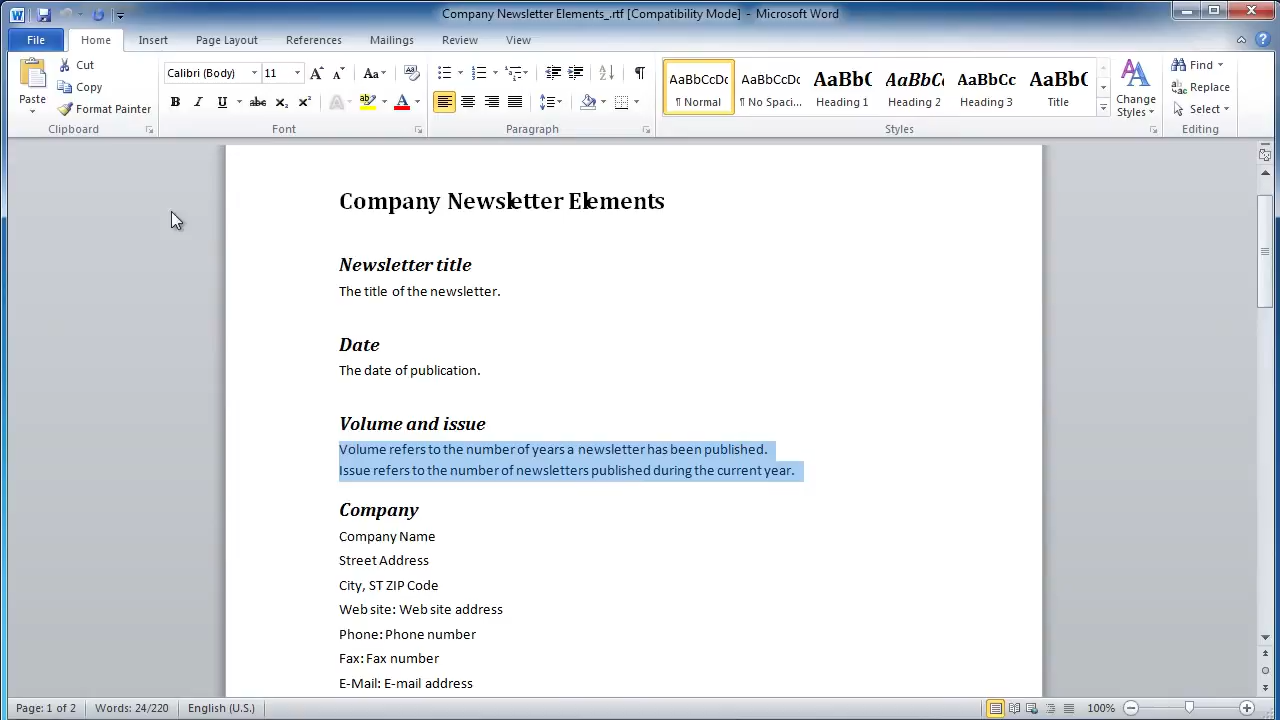 Company Newsletter Elements_.rtf [Compatibility Mode] - Microsoft Word
File Home Insert Page Layout References Mailings Review View
Paste
Cut
Copy
Format Painter
Clipboard
Calibri (Body) 11
Font
Paragraph
AaBbCcDc AaBbCcDc AaBbC AaBbCc AaBbCc AaBbC
¶ Normal ¶ No Spaci... Heading 1 Heading 2 Heading 3 Title
Change Styles
Styles
Find
Replace
Select
Editing
Company Newsletter Elements
Newsletter title
The title of the newsletter.
Date
The date of publication.
Volume and issue
Volume refers to the number of years a newsletter has been published.
Issue refers to the number of newsletters published during the current year.
Company
Company Name
Street Address
City, ST ZIP Code
Web site: Web site address
Phone: Phone number
Fax: Fax number
E-Mail: E-mail address
Page: 1 of 2 Words: 24/220 English (U.S.) 100%